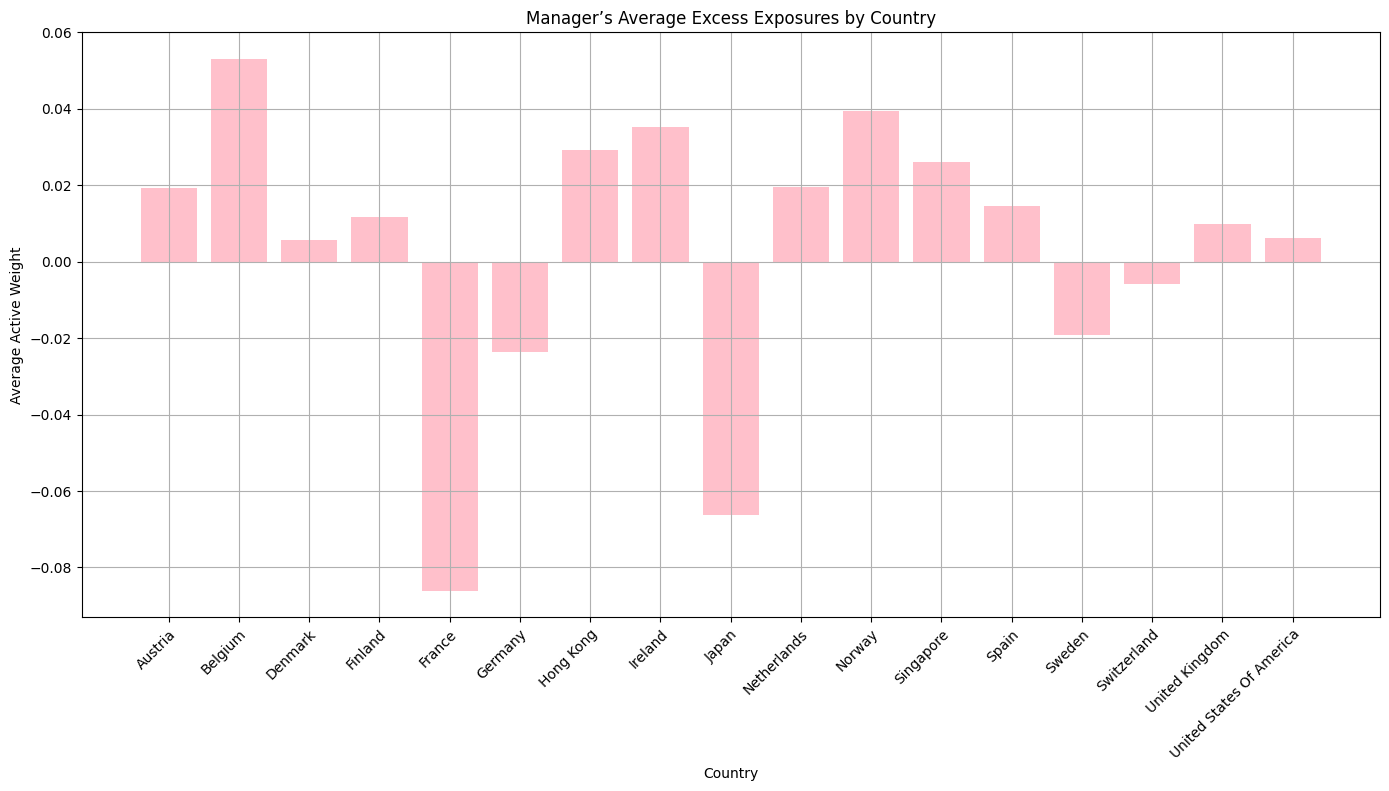 Manager’s Average Excess Exposures by Country
Average Active Weight
0.06
0.04
0.02
0.00
−0.02
−0.04
−0.06
−0.08
Austria
Belgium
Denmark
Finland
France
Germany
Hong Kong
Ireland
Japan
Netherlands
Norway
Singapore
Spain
Sweden
Switzerland
United Kingdom
United States Of America
Country